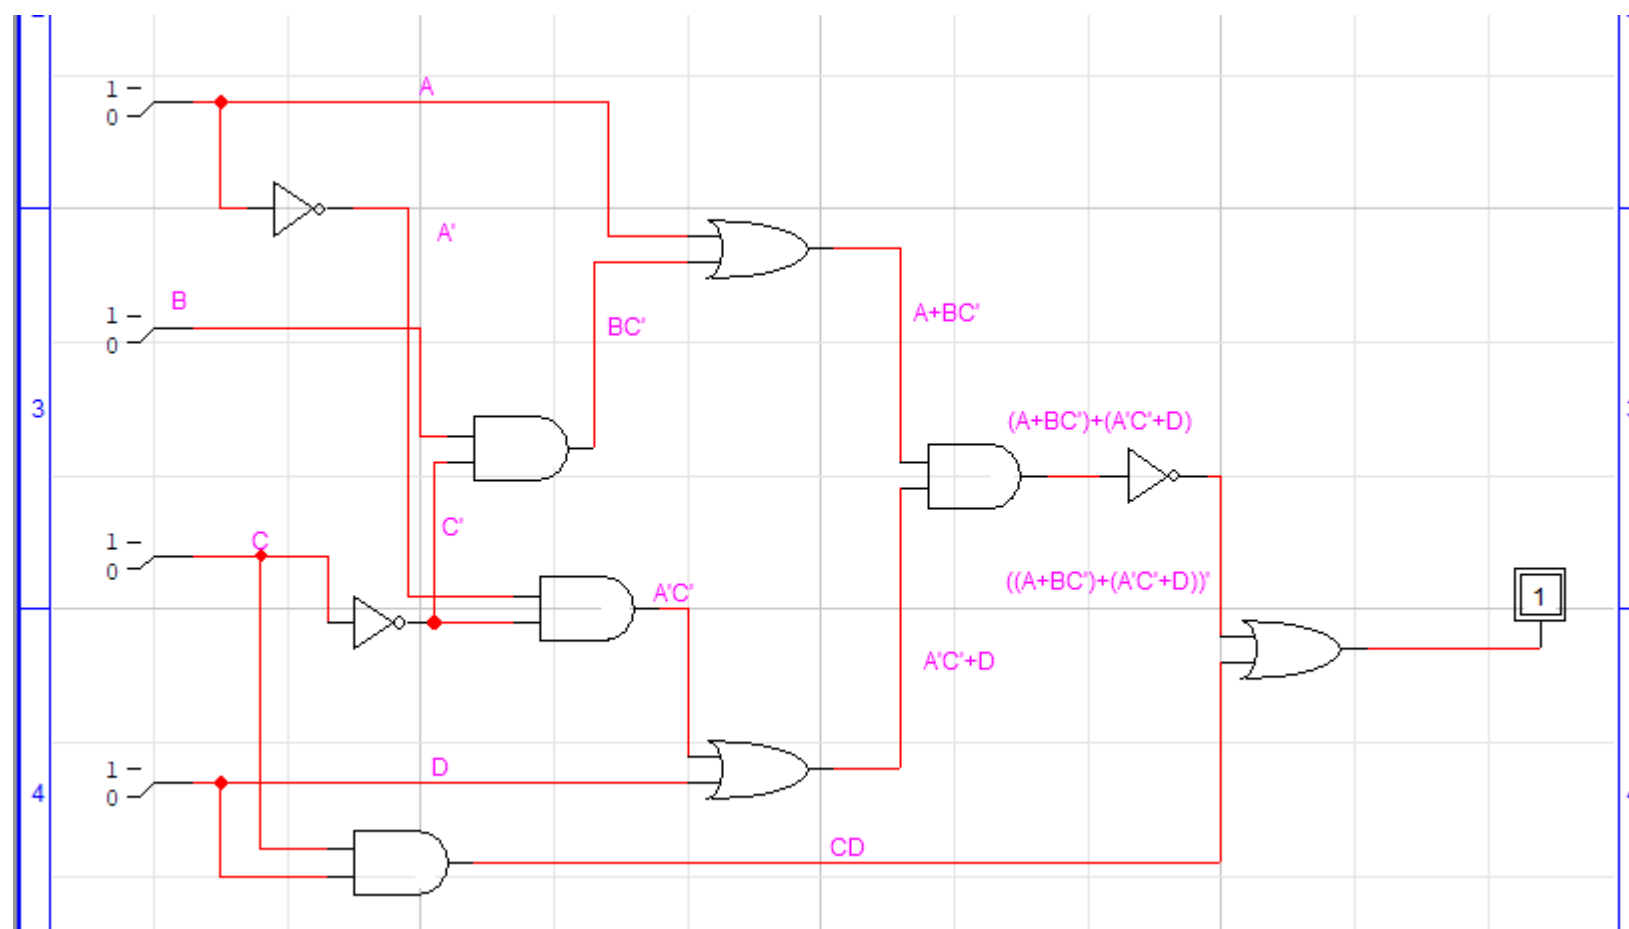 A
1
0
A'
B
1
0
BC'
A+BC'
3
(A+BC')+(A'C'+D)
C'
C
1
0
A'C'
((A+BC')+(A'C'+D))'
1
A'C'+D
D
1
0
4
CD